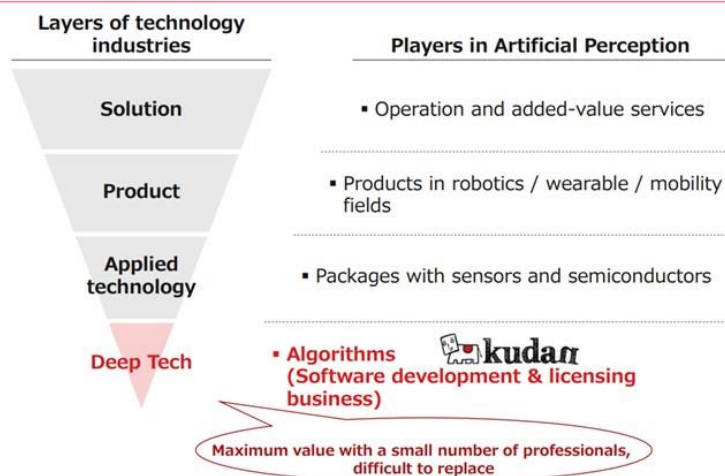 Layers of technology
industries
Players in Artificial Perception
Solution
▪ Operation and added-value services
Product
▪ Products in robotics / wearable / mobility
fields
Applied
technology
▪ Packages with sensors and semiconductors
Deep Tech
▪ Algorithms
kudan
(Software development & licensing
business)
Maximum value with a small number of professionals,
difficult to replace